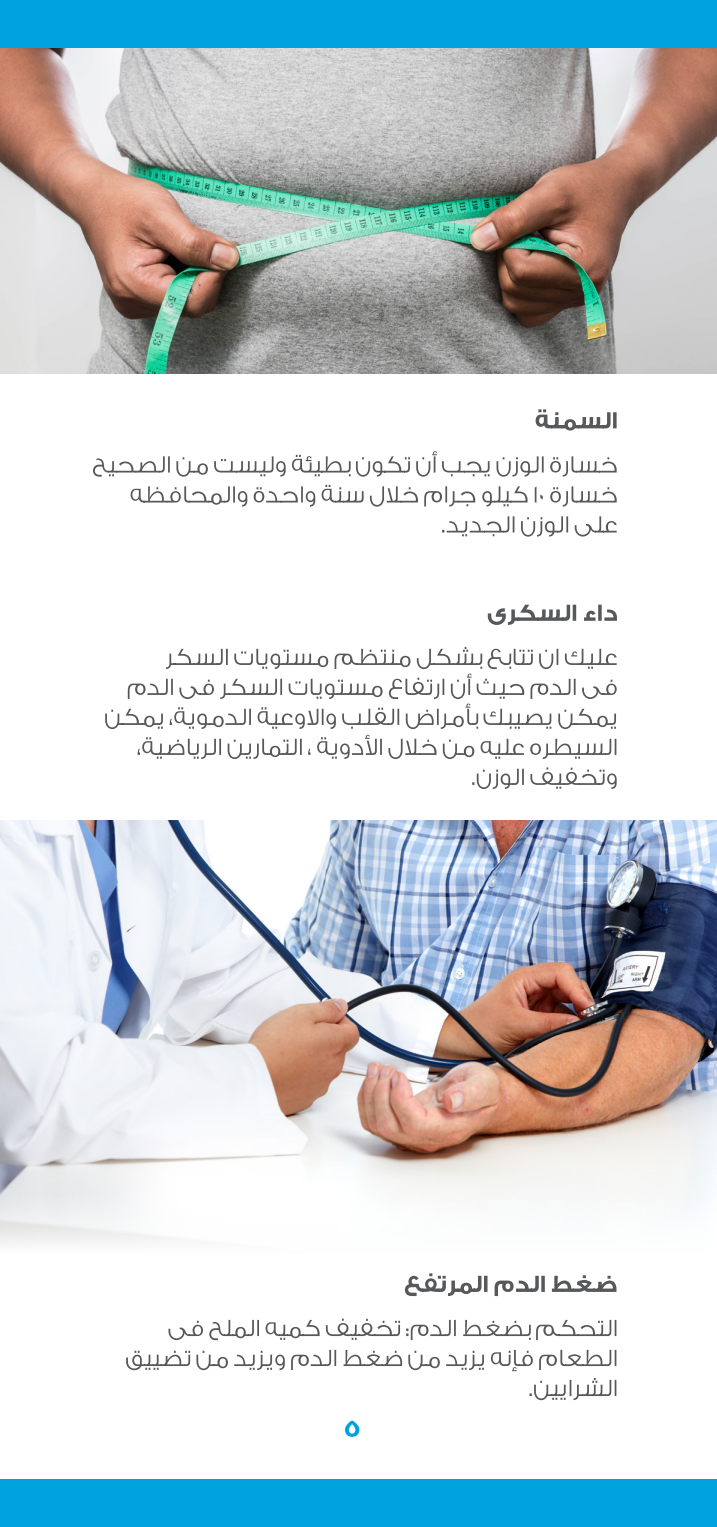 السمنة
خسارة الوزن يجب أن تكون بطيئة وليست من الصحيح
خسارة ١٠ كيلو جرام خلال سنة واحدة والمحافظه
على الوزن الجديد.
داء السكرى
عليك ان تتابع بشكل منتظم مستويات السكر
فى الدم حيث أن ارتفاع مستويات السكر فى الدم
يمكن يصيبك بأمراض القلب والاوعية الدموية، يمكن
السيطره عليه من خلال الأدوية ، التمارين الرياضية،
وتخفيف الوزن.
ARTERY
ضغط الدم المرتفع
التحكم بضغط الدم: تخفيف كميه الملح فى
الطعام فإنه يزيد من ضغط الدم ويزيد من تضييق
الشرايين.
٥